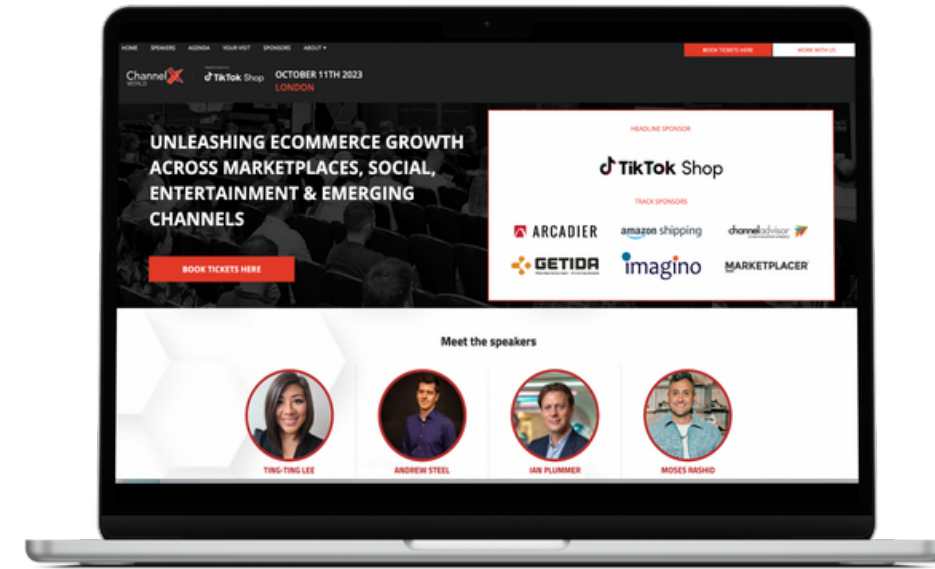 HOME SPEAKERS AGENDA YOUR VISIT SPONSORS ABOUT
BOOK TICKETS HERE
WORK WITH US
ChannelX
WORLD
TikTok Shop
OCTOBER 11TH 2023
LONDON
UNLEASHING ECOMMERCE GROWTH
ACROSS MARKETPLACES, SOCIAL,
ENTERTAINMENT & EMERGING
CHANNELS
BOOK TICKETS HERE
HEADLINE SPONSOR
TikTok Shop
TRACK SPONSORS
ARCADIER amazon shipping channeladvisor
GETIDA imagino MARKETPLACER
Meet the speakers
TING-TING LEE ANDREW STEEL IAN PLUMMER MOSES RASHID